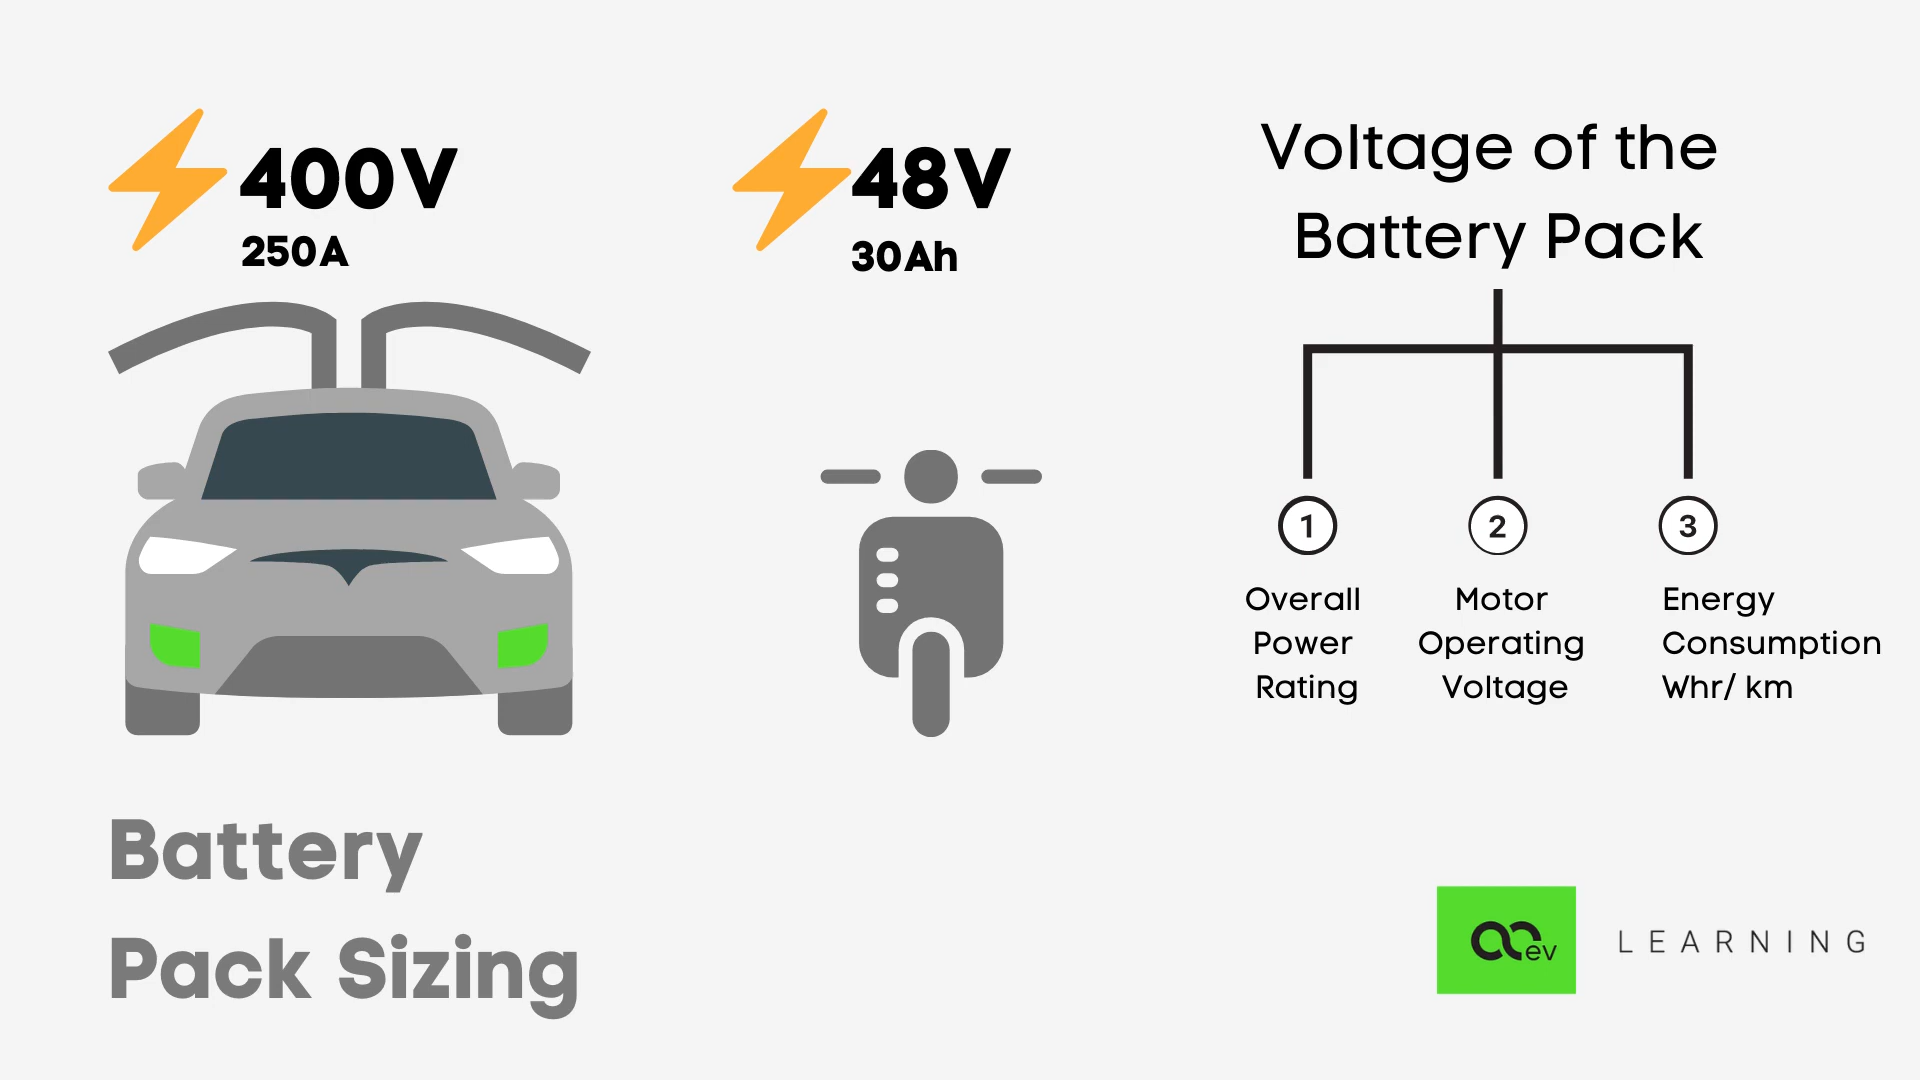 400V
250A
48V
30Ah
Voltage of the
Battery Pack
1
Overall
Power
Rating
2
Motor
Operating
Voltage
3
Energy
Consumption
Whr/ km
Battery
Pack Sizing
ev
LEARNING